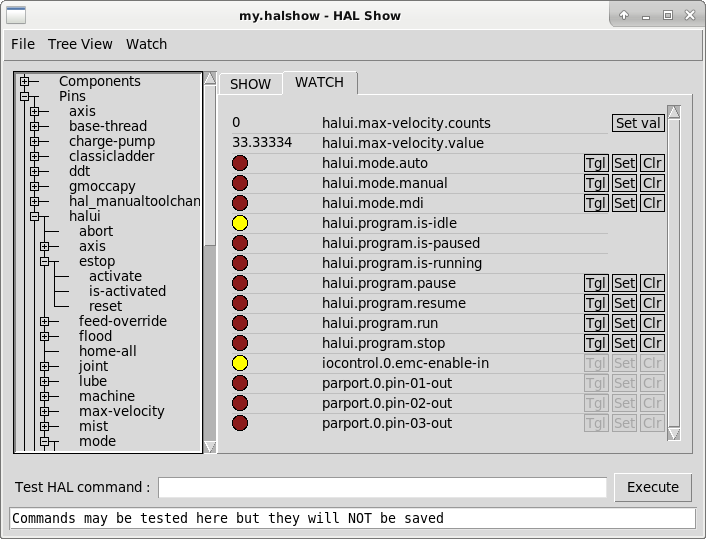 my.halshow - HAL Show
File Tree View Watch
Components
Pins
axis
base-thread
charge-pump
classicladder
ddt
gmoccapy
hal_manualtoolchan
halui
abort
axis
estop
activate
is-activated
reset
feed-override
flood
home-all
joint
lube
machine
max-velocity
mist
mode
SHOW WATCH
0 halui.max-velocity.counts Set val
33.33334 halui.max-velocity.value
halui.mode.auto Tgl Set Clr
halui.mode.manual Tgl Set Clr
halui.mode.mdi Tgl Set Clr
halui.program.is-idle
halui.program.is-paused
halui.program.is-running
halui.program.pause Tgl Set Clr
halui.program.resume Tgl Set Clr
halui.program.run Tgl Set Clr
halui.program.stop Tgl Set Clr
iocontrol.0.emc-enable-in Tgl Set Clr
parport.0.pin-01-out Tgl Set Clr
parport.0.pin-02-out Tgl Set Clr
parport.0.pin-03-out Tgl Set Clr
Test HAL command : Execute
Commands may be tested here but they will NOT be saved